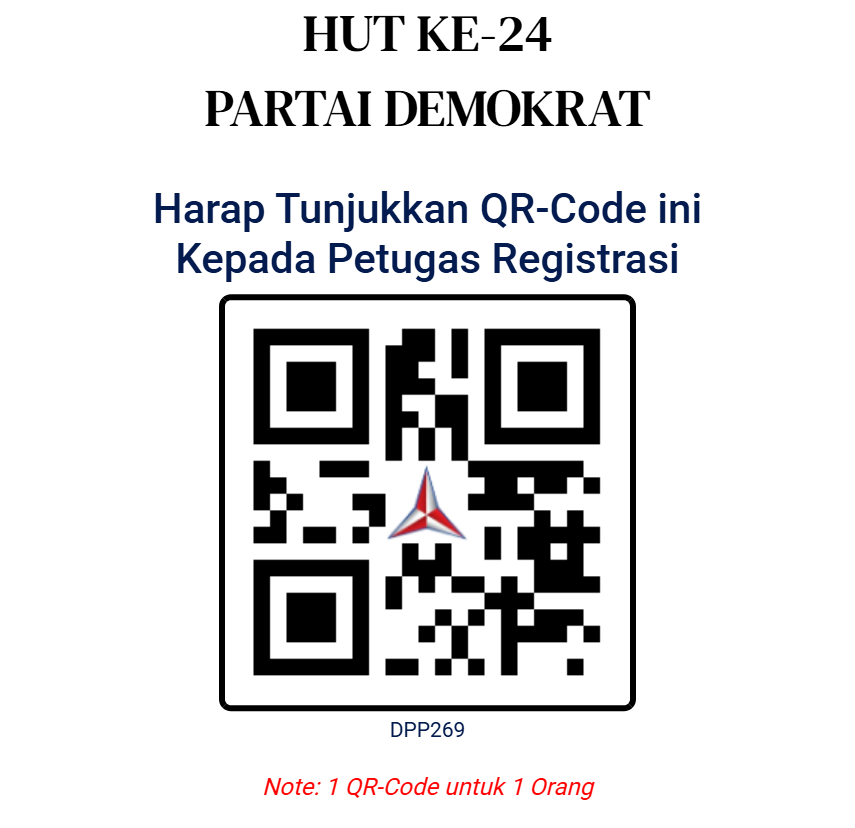 HUT KE-24
PARTAI DEMOKRAT
Harap Tunjukkan QR-Code ini
Kepada Petugas Registrasi
DPP269
Note: 1 QR-Code untuk 1 Orang